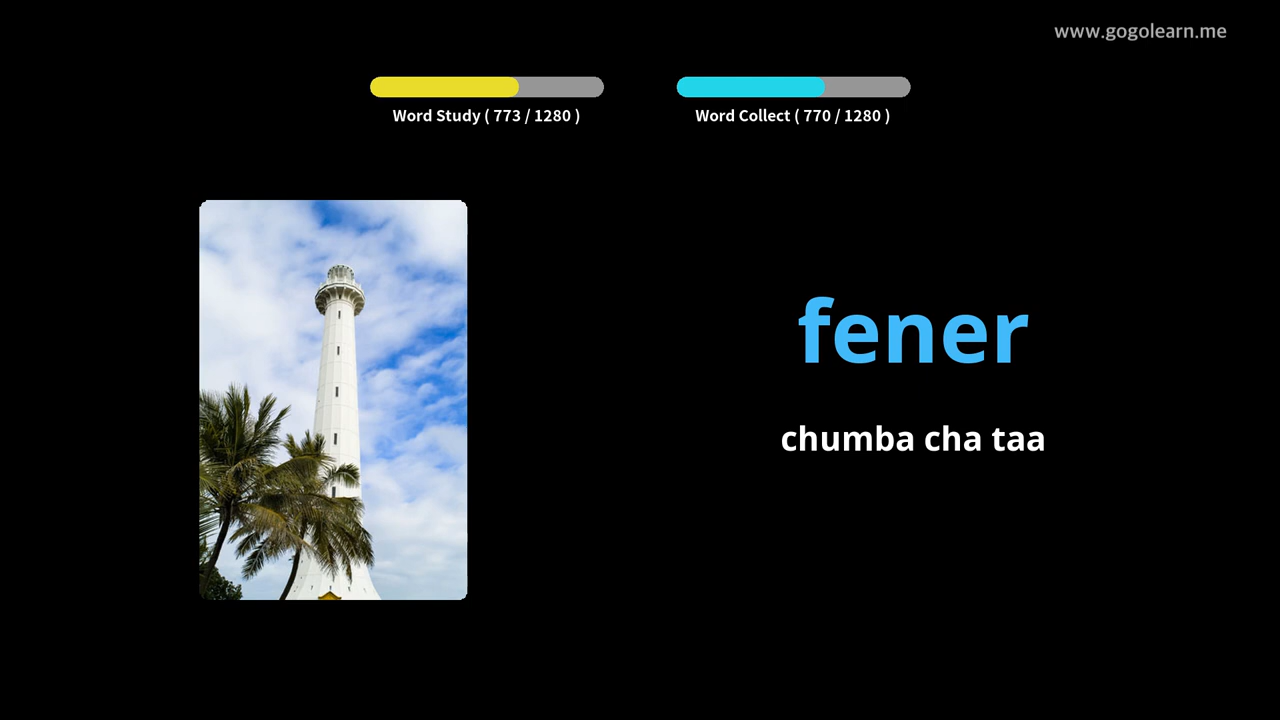 www.gogolearn.me
Word Study ( 773 / 1280 )
Word Collect ( 770 / 1280 )
fener
chumba cha taa